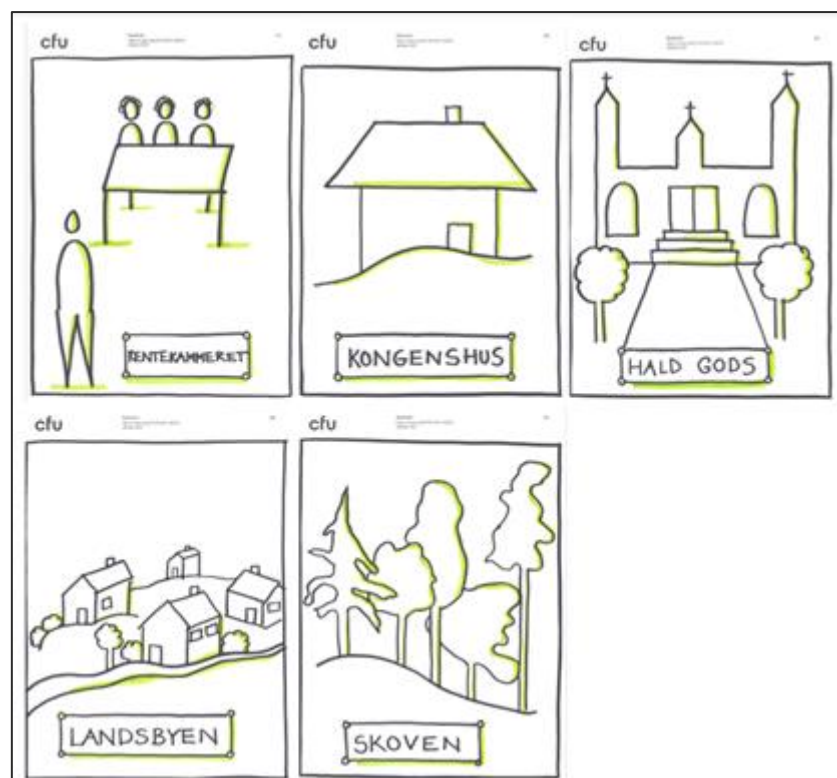 cfu
cfu
cfu
RENTEKAMMERET
KONGENSHUS
HALD GODS
cfu
cfu
LANDSBYEN
SKOVEN